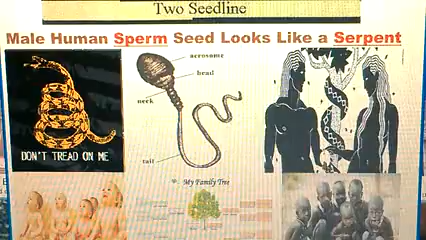 Two Seedline
Male Human Sperm Seed Looks Like a Serpent
acrosome
head
neck
tail
DON'T TREAD ON ME
My Family Tree